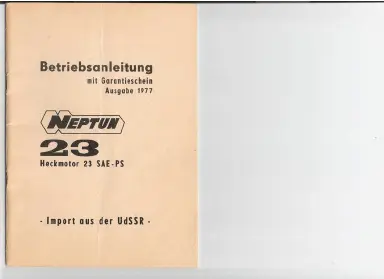 Betriebsanleitung
mit Garantieschein
Ausgabe 1977
NEPTUN
23
Heckmotor 23 SAE-PS
- Import aus der UdSSR -